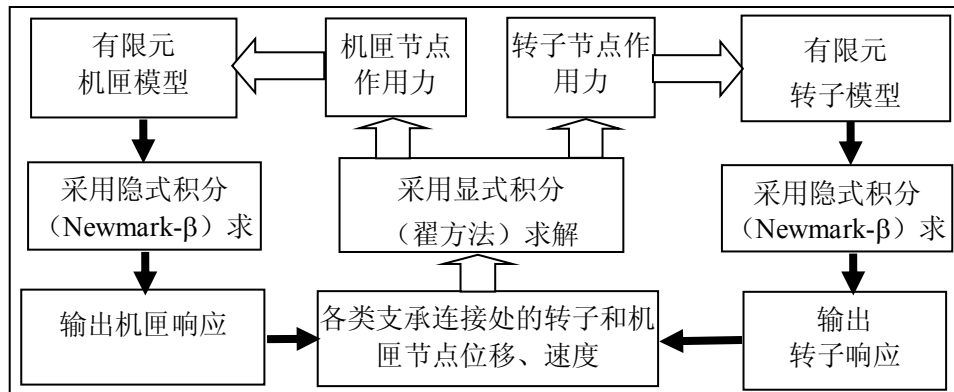 有限元
机匣模型
机匣节点
作用力
转子节点作
用力
有限元
转子模型
采用隐式积分
（Newmark-β）求
采用显式积分
（翟方法）求解
采用隐式积分
（Newmark-β）求
输出机匣响应
各类支承连接处的转子和机
匣节点位移、速度
输出
转子响应